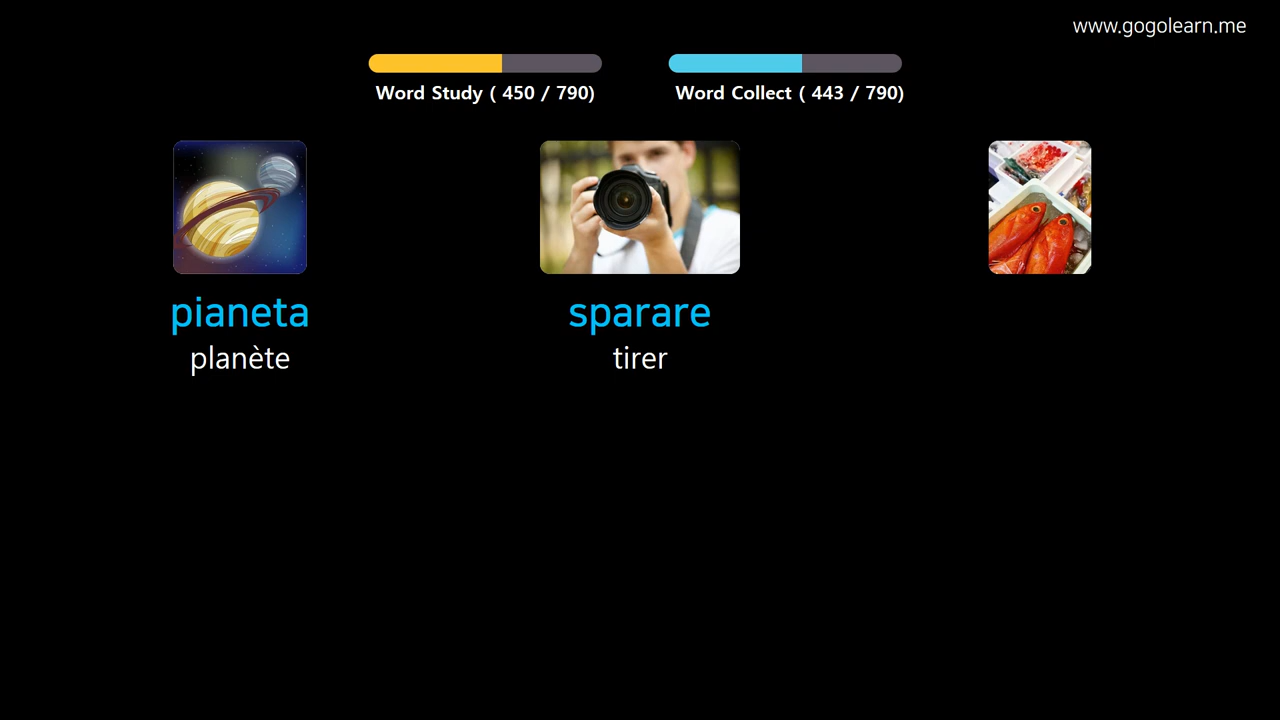 www.gogolearn.me
Word Study ( 450 / 790)
Word Collect ( 443 / 790)
pianeta
sparare
planète
tirer